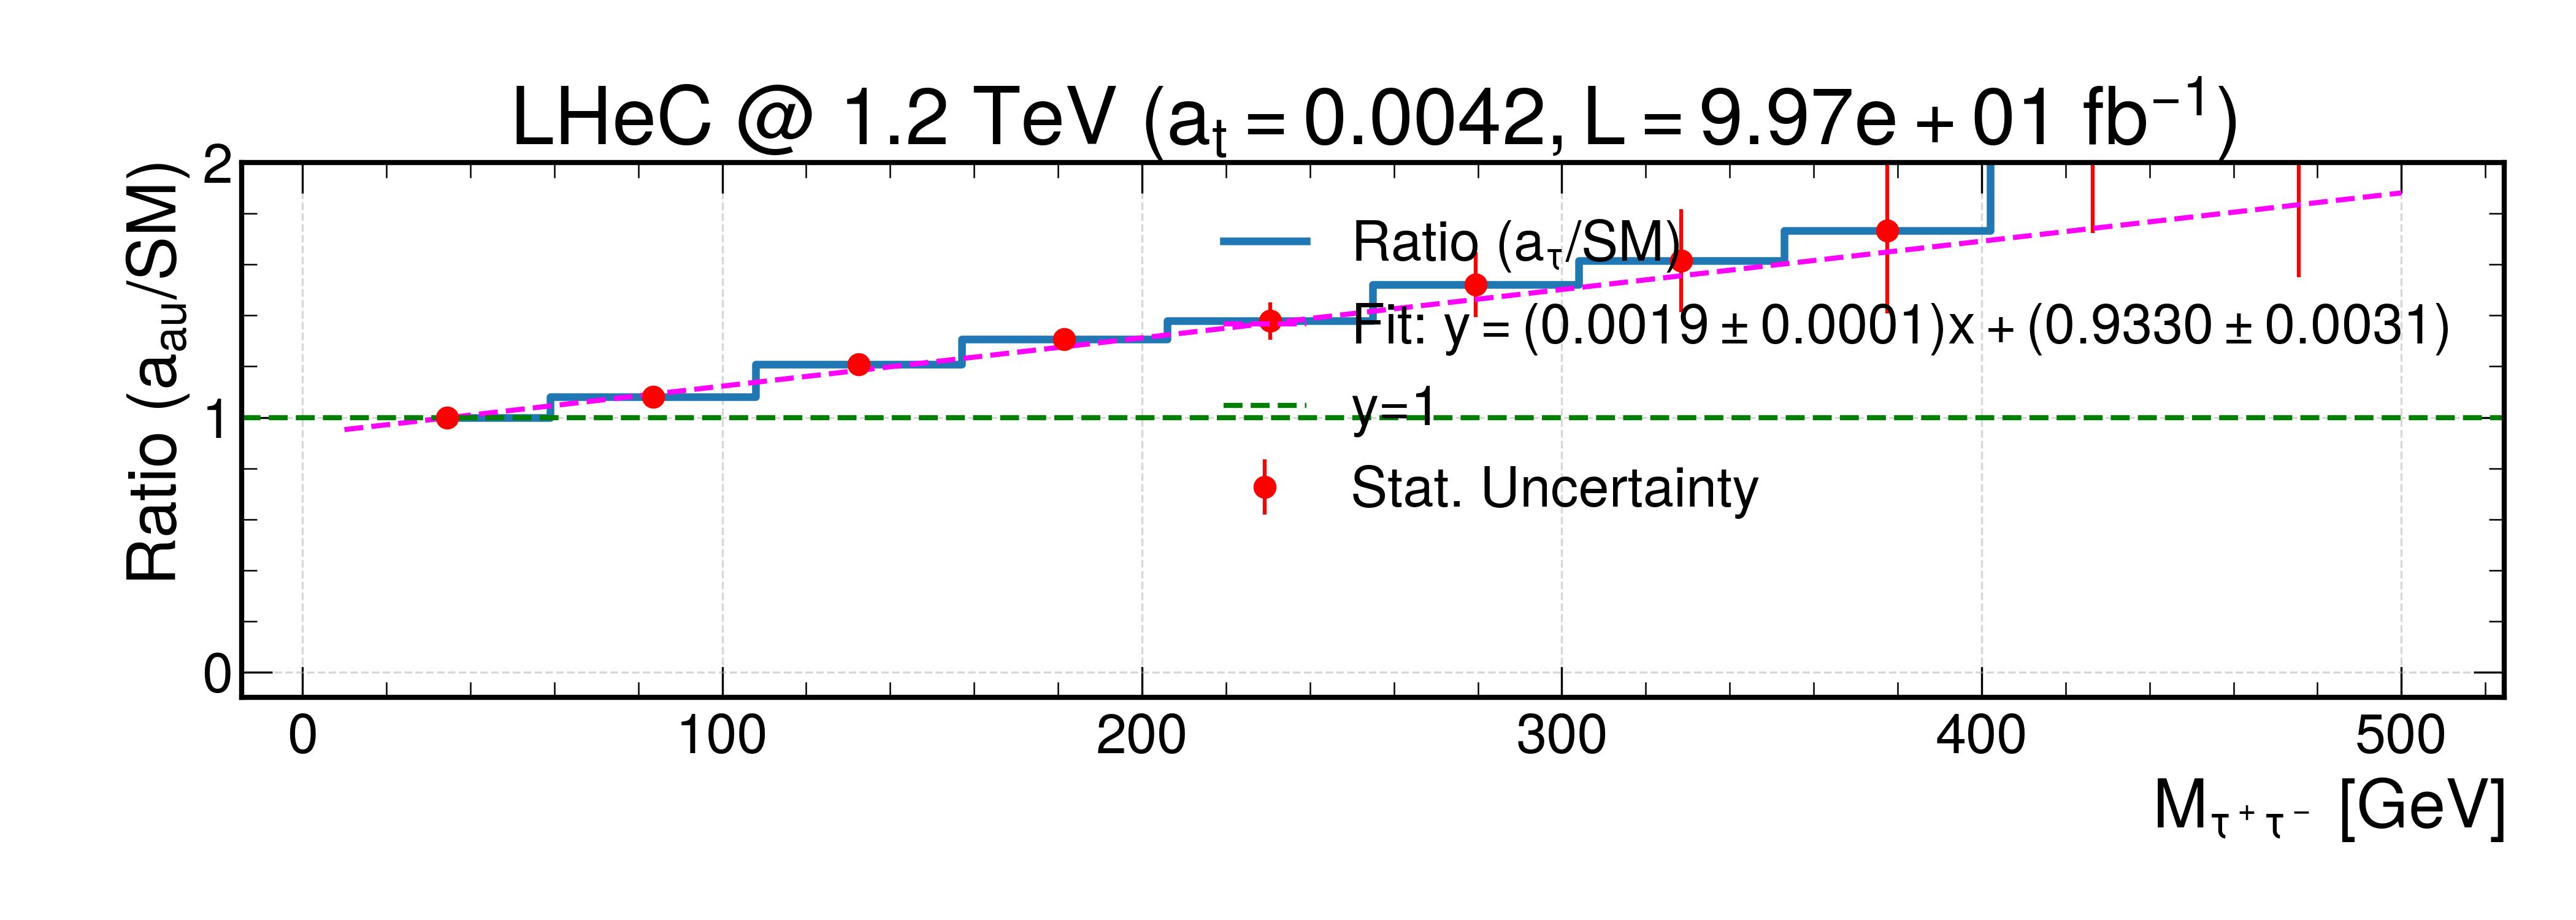 LHeC @ 1.2 TeV (aₜ = 0.0042, L = 9.97e + 01 fb⁻¹)
Ratio (a_au/SM)
2
1
0
Ratio (a_τ/SM)
Fit: y = (0.0019 ± 0.0001)x + (0.9330 ± 0.0031)
y=1
Stat. Uncertainty
0 100 200 300 400 500
M_τ⁺τ⁻ [GeV]